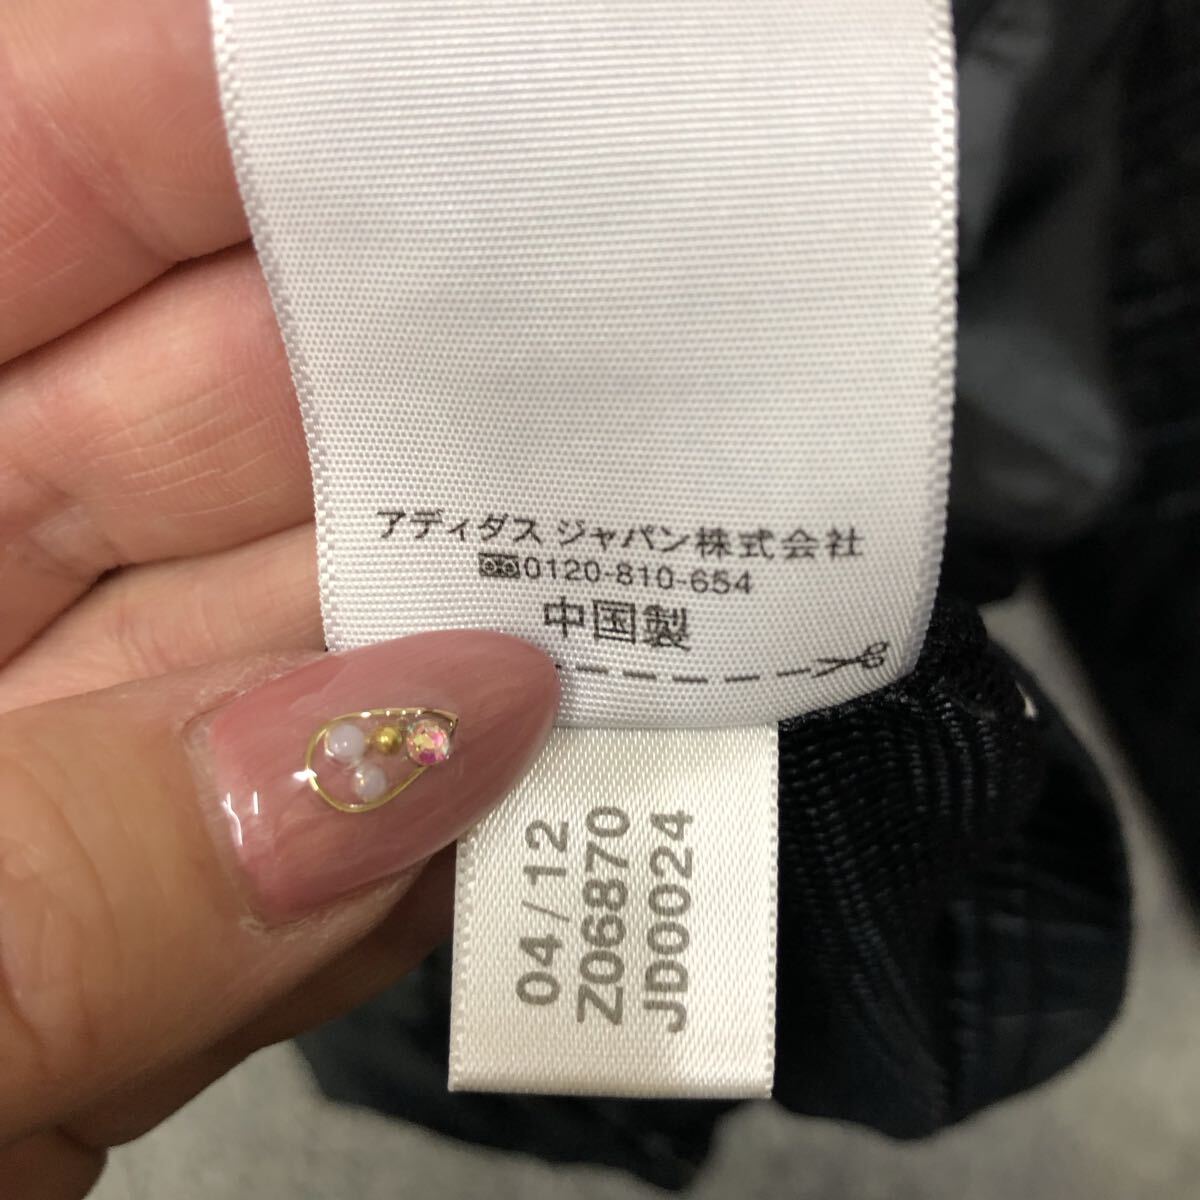 アディダス ジャパン株式会社
0120-810-654
中国製
04/12
Z06870
JD0024